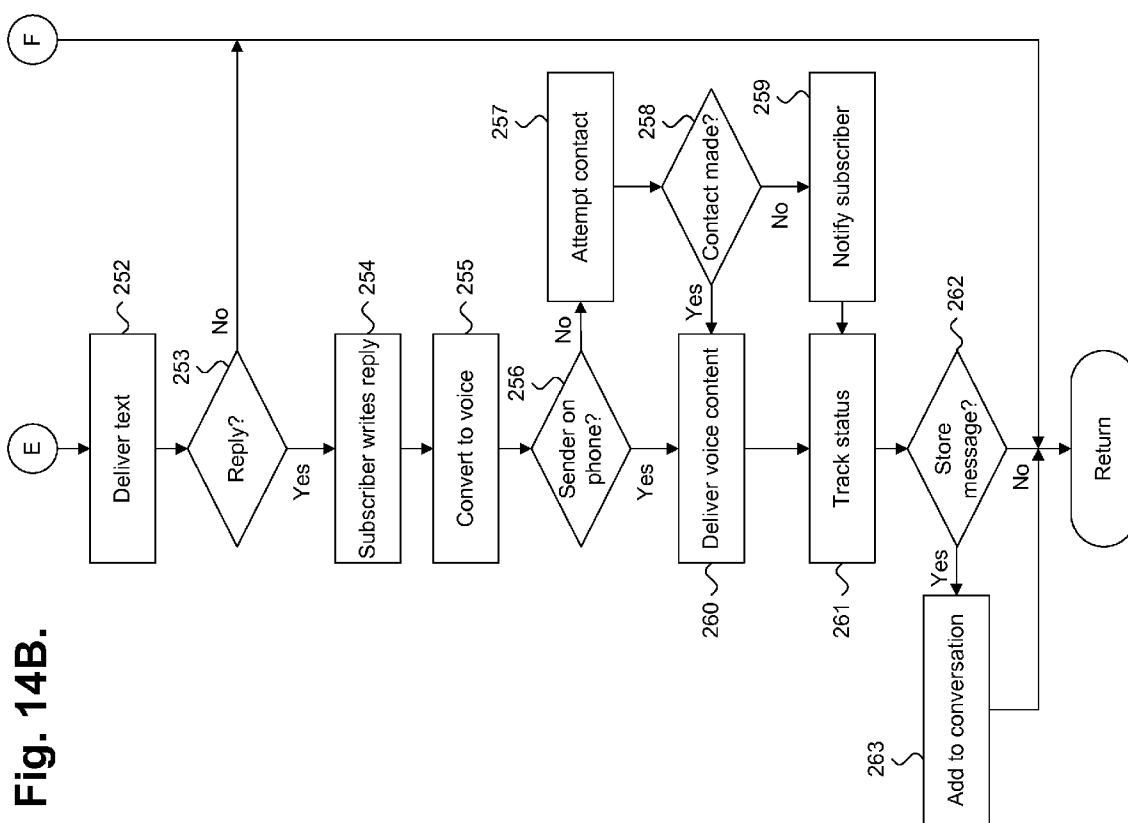 Fig. 14B.
E
F
252
Deliver text
253
Reply?
No
Yes
254
Subscriber writes reply
255
Convert to voice
256
Sender on
phone?
No
Yes
257
Attempt contact
258
Contact made?
Yes
No
259
Notify subscriber
Deliver voice content
260
Track status
261
262
Store
message?
Yes
No
263
Add to conversation
Return